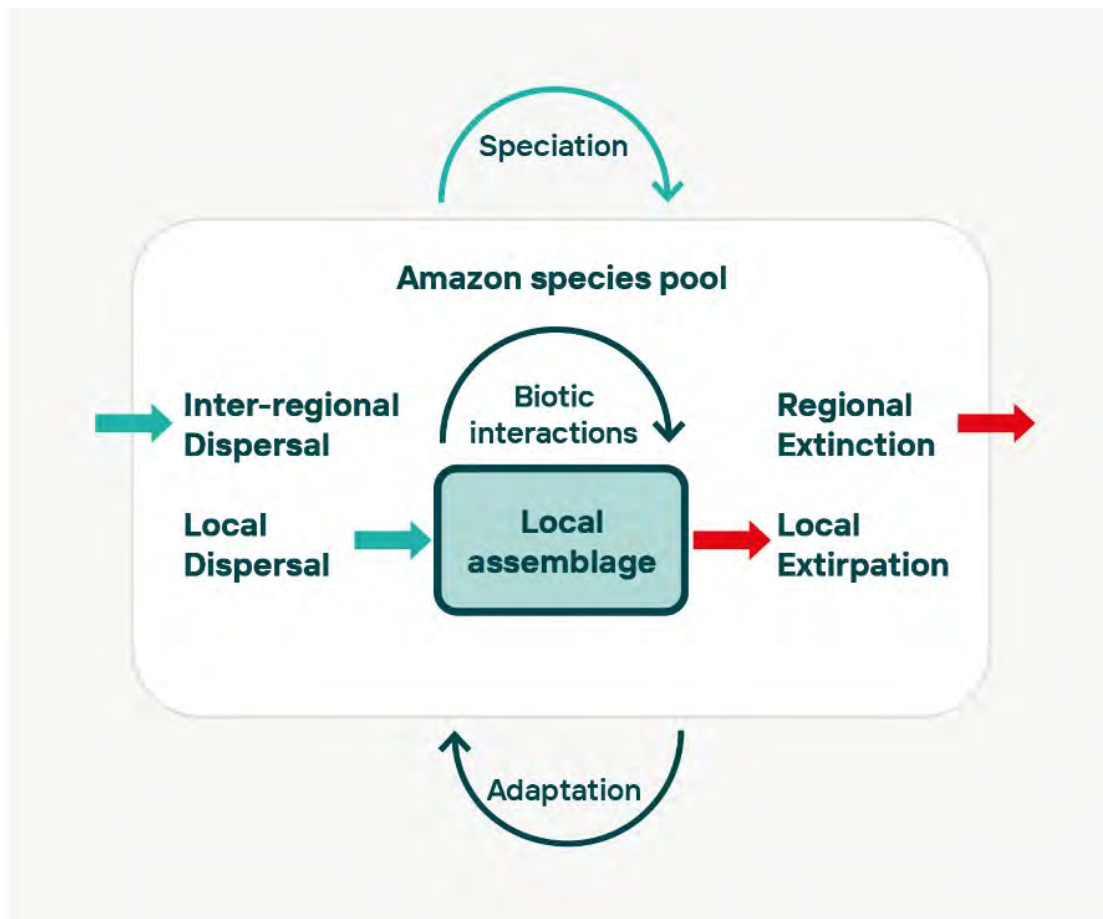 Speciation
Amazon species pool
Biotic
interactions
Inter-regional
Dispersal
Regional
Extinction
Local
Dispersal
Local
assemblage
Local
Extirpation
Adaptation